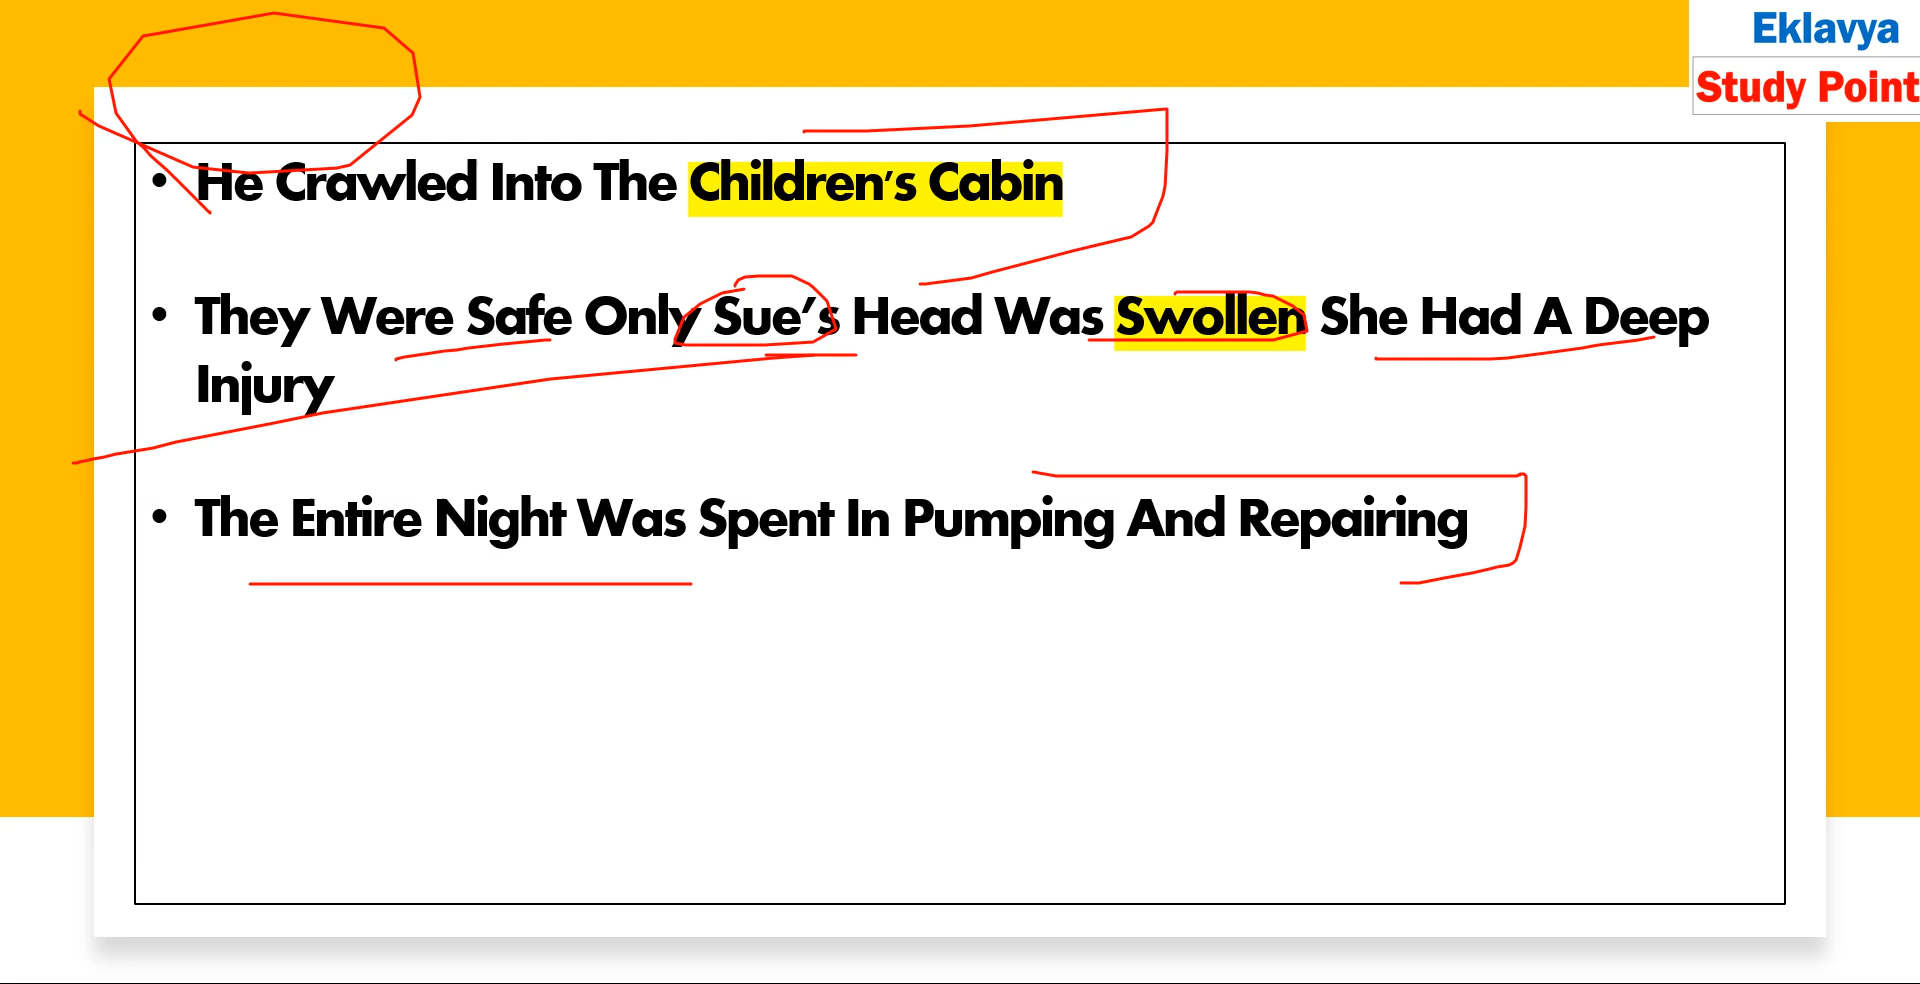 Eklavya
Study Point
• He Crawled Into The Children's Cabin
• They Were Safe Only Sue's Head Was Swollen She Had A Deep
Injury
• The Entire Night Was Spent In Pumping And Repairing